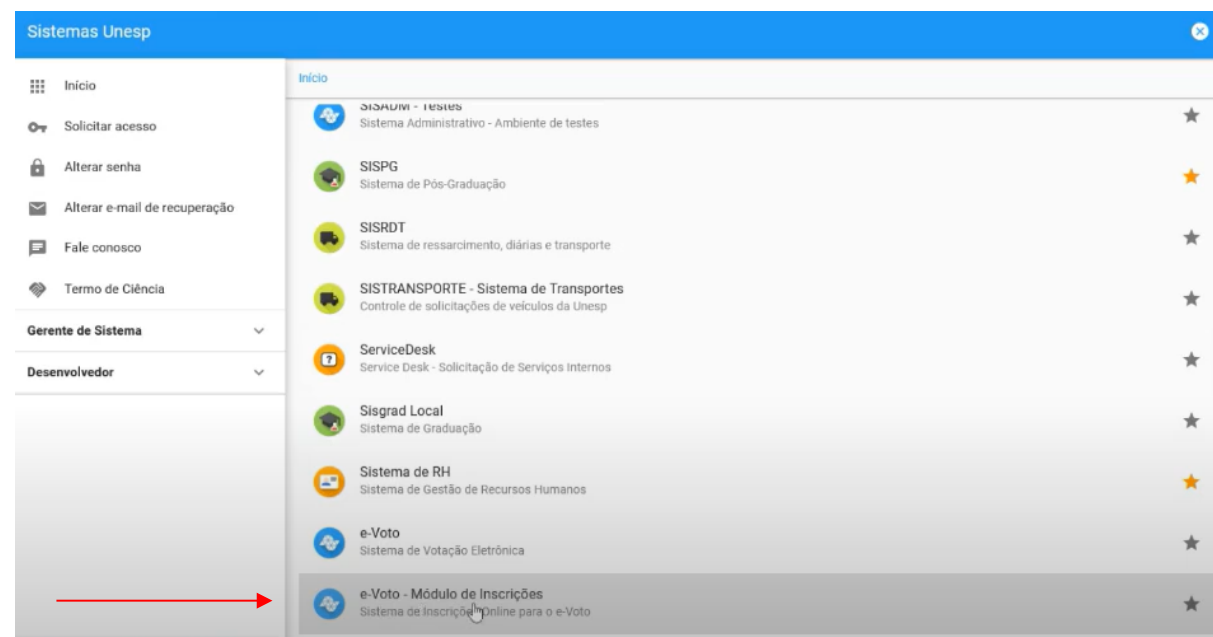 Sistemas Unesp
Início
Solicitar acesso
Alterar senha
Alterar e-mail de recuperação
Fale conosco
Termo de Ciência
Gerente de Sistema
Desenvolvedor
Início
SISADM - Testes
Sistema Administrativo - Ambiente de testes
SISPG
Sistema de Pós-Graduação
SISRDT
Sistema de ressarcimento, diárias e transporte
SISTRANSPORTE - Sistema de Transportes
Controle de solicitações de veículos da Unesp
ServiceDesk
Service Desk - Solicitação de Serviços Internos
Sisgrad Local
Sistema de Graduação
Sistema de RH
Sistema de Gestão de Recursos Humanos
e-Voto
Sistema de Votação Eletrônica
e-Voto - Módulo de Inscrições
Sistema de Inscrições Online para o e-Voto